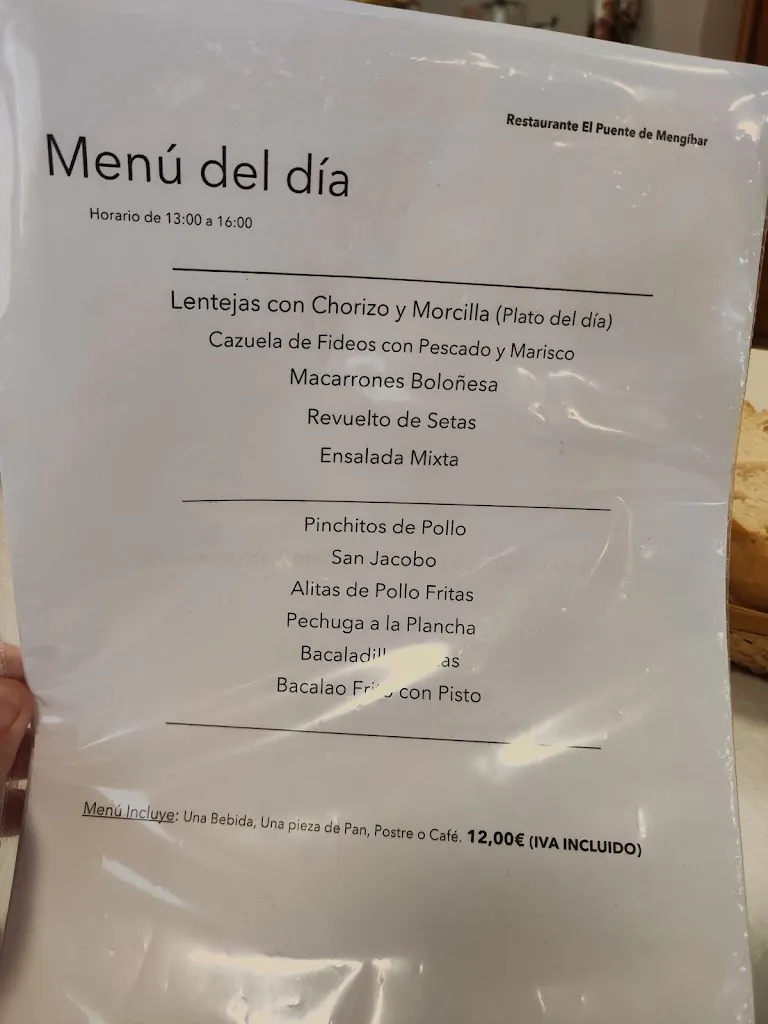 Restaurante El Puente de Mengíbar
Menú del día
Horario de 13:00 a 16:00
Lentejas con Chorizo y Morcilla (Plato del día)
Cazuela de Fideos con Pescado y Marisco
Macarrones Boloñesa
Revuelto de Setas
Ensalada Mixta
Pinchitos de Pollo
San Jacobo
Alitas de Pollo Fritas
Pechuga a la Plancha
Bacalao Frito con Pisto
Menú Incluye: Una Bebida, Una pieza de Pan, Postre o Café. 12,00€ (IVA INCLUIDO)